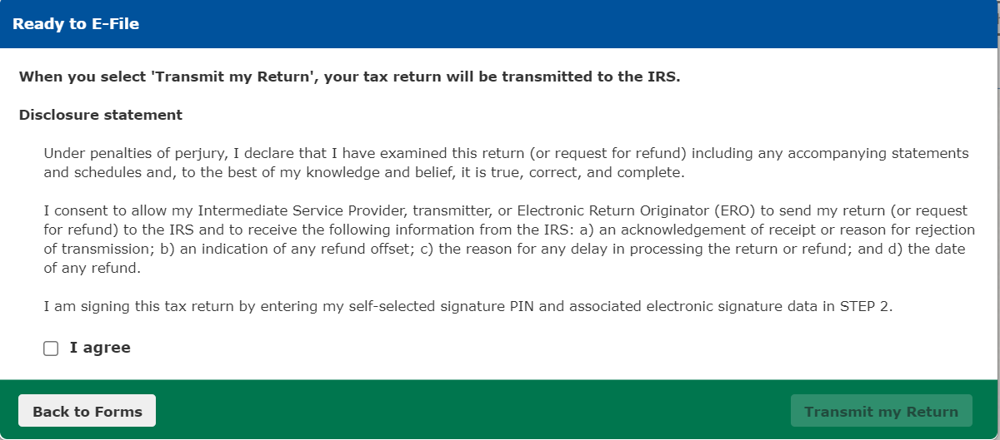 Ready to E-File
When you select 'Transmit my Return', your tax return will be transmitted to the IRS.
Disclosure statement
Under penalties of perjury, I declare that I have examined this return (or request for refund) including any accompanying statements
and schedules and, to the best of my knowledge and belief, it is true, correct, and complete.
I consent to allow my Intermediate Service Provider, transmitter, or Electronic Return Originator (ERO) to send my return (or request
for refund) to the IRS and to receive the following information from the IRS: a) an acknowledgement of receipt or reason for rejection
of transmission; b) an indication of any refund offset; c) the reason for any delay in processing the return or refund; and d) the date
of any refund.
I am signing this tax return by entering my self-selected signature PIN and associated electronic signature data in STEP 2.
I agree
Back to Forms
Transmit my Return